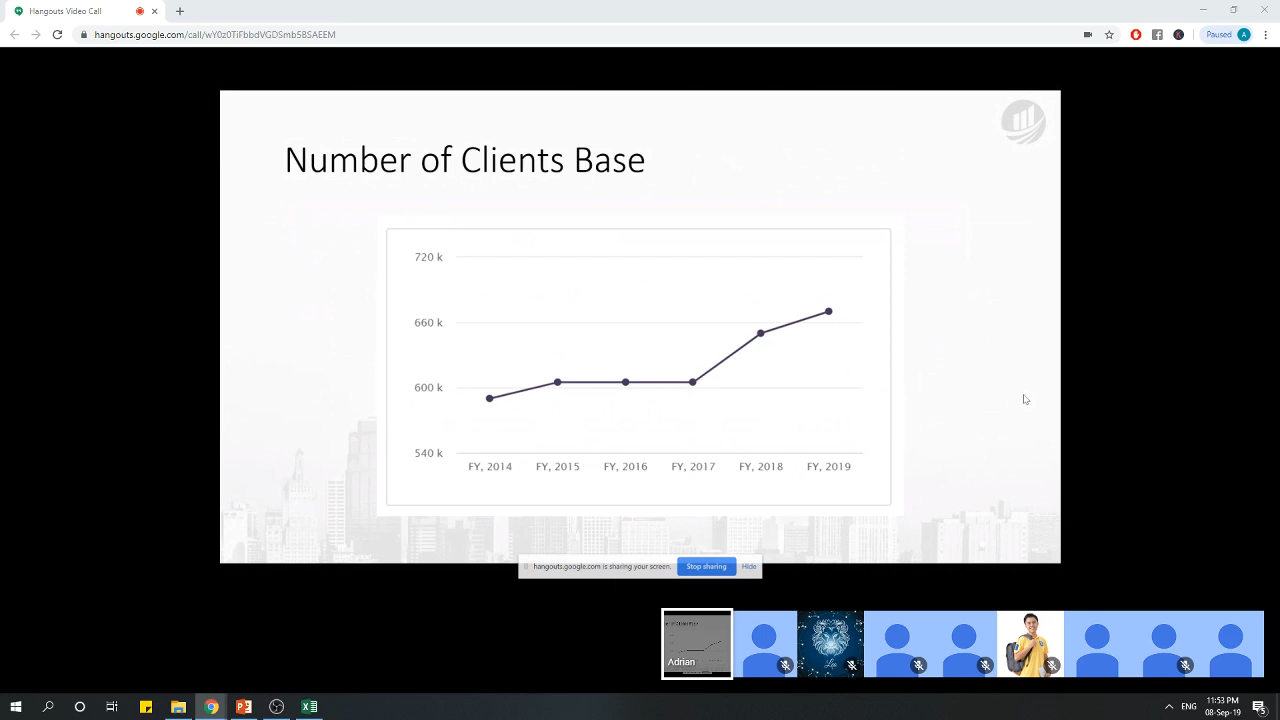 Hangouts Video Call
hangouts.google.com/call/wY0z0TiFbbdVGDSmb5BSAEEM
Paused A
Number of Clients Base
720 k
660 k
600 k
540 k
FY, 2014 FY, 2015 FY, 2016 FY, 2017 FY, 2018 FY, 2019
hangouts.google.com is sharing your screen. Stop sharing Hide
Adrian
ENG
11:53 PM
08-Sep-19
5